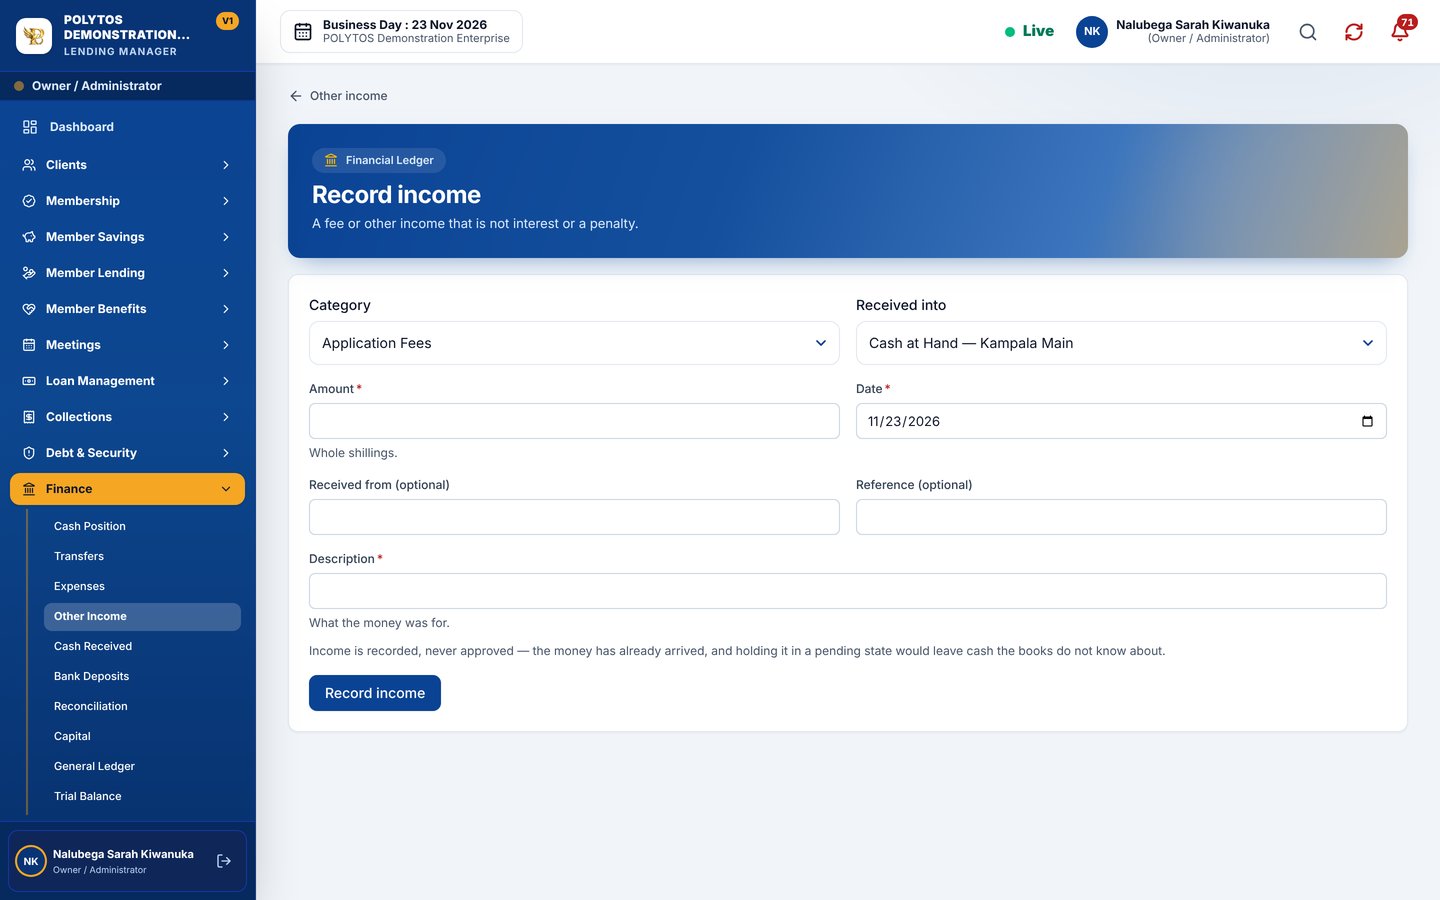 POLYTOS
DEMONSTRATION...
LENDING MANAGER
V1
Owner / Administrator
Dashboard
Clients
Membership
Member Savings
Member Lending
Member Benefits
Meetings
Loan Management
Collections
Debt & Security
Finance
Cash Position
Transfers
Expenses
Other Income
Cash Received
Bank Deposits
Reconciliation
Capital
General Ledger
Trial Balance
NK
Nalubega Sarah Kiwanuka
Owner / Administrator
Business Day : 23 Nov 2026
POLYTOS Demonstration Enterprise
Live
NK
Nalubega Sarah Kiwanuka
(Owner / Administrator)
71
Other income
Financial Ledger
Record income
A fee or other income that is not interest or a penalty.
Category
Application Fees
Received into
Cash at Hand — Kampala Main
Amount *
Whole shillings.
Date *
11/23/2026
Received from (optional)
Reference (optional)
Description *
What the money was for.
Income is recorded, never approved — the money has already arrived, and holding it in a pending state would leave cash the books do not know about.
Record income